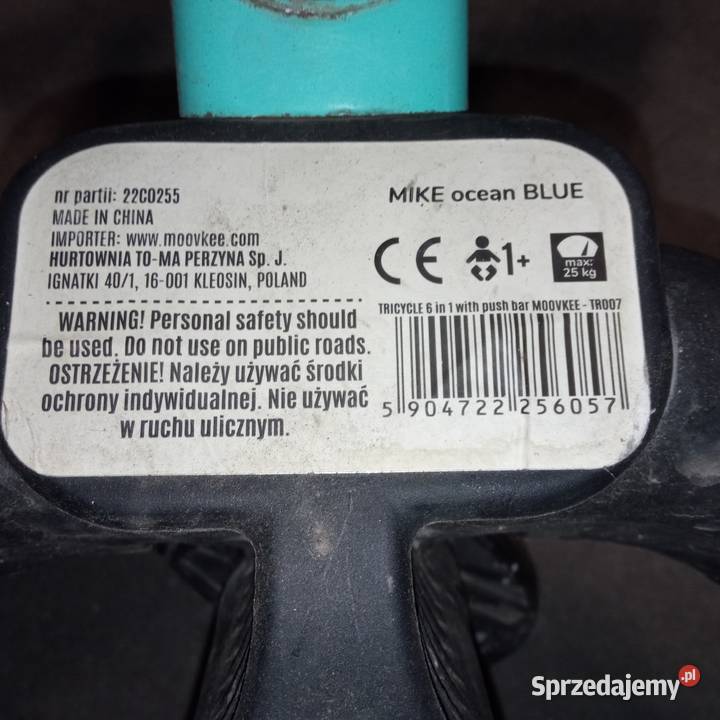 nr partii: 22C0255
MADE IN CHINA
IMPORTER: www.moovkee.com
HURTOWNIA TO-MA PERZYNA Sp. J.
IGNATKI 40/1, 16-001 KLEOSIN, POLAND
WARNING! Personal safety should
be used. Do not use on public roads.
OSTRZEŻENIE! Należy używać środki
ochrony indywidualnej. Nie używać
w ruchu ulicznym.
MIKE ocean BLUE
CE 1+ max:
25 kg
TRICYCLE 6 in 1 with push bar MOOVKEE - TR007
5 904722 256057
Sprzedajemy.pl